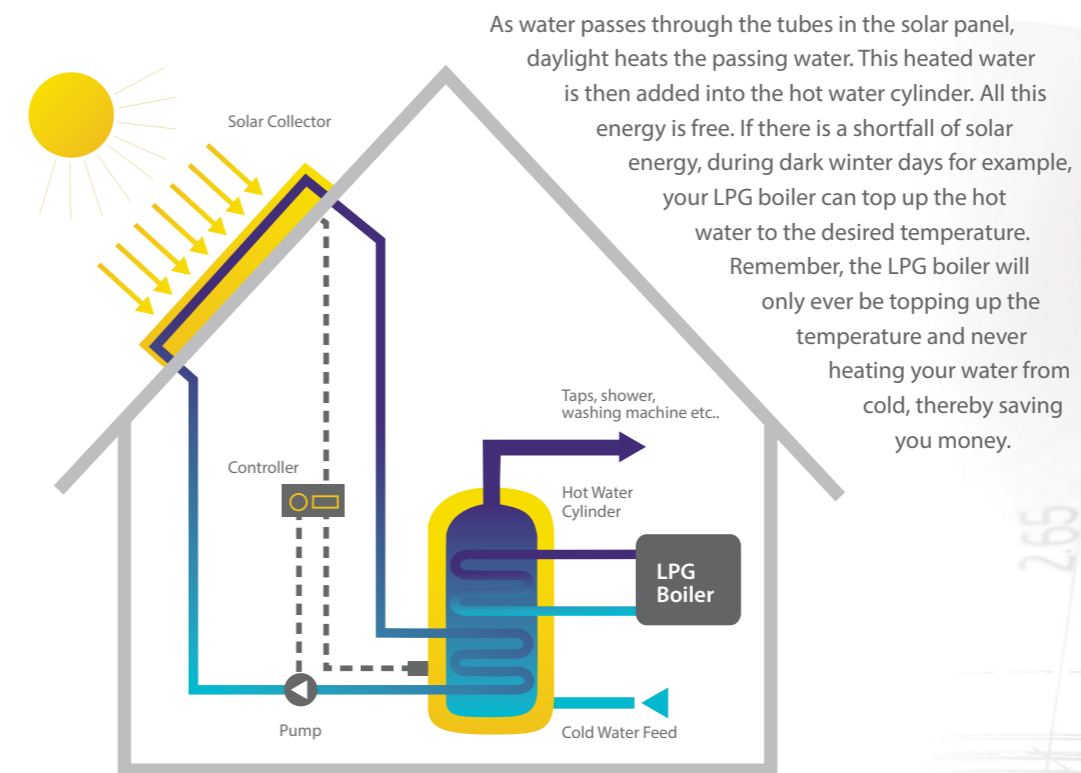 As water passes through the tubes in the solar panel,
daylight heats the passing water. This heated water
is then added into the hot water cylinder. All this
energy is free. If there is a shortfall of solar
energy, during dark winter days for example,
your LPG boiler can top up the hot
water to the desired temperature.
Remember, the LPG boiler will
only ever be topping up the
temperature and never
heating your water from
cold, thereby saving
you money.
Solar Collector
Taps, shower,
washing machine etc..
Controller
Hot Water
Cylinder
LPG
Boiler
Pump
Cold Water Feed
2.65